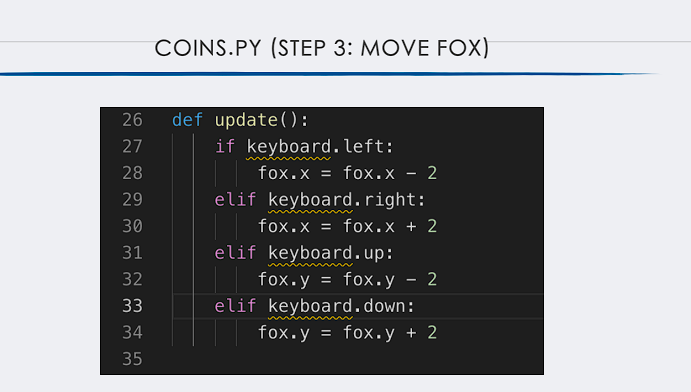 COINS.PY (STEP 3: MOVE FOX)
26 def update():
27     if keyboard.left:
28         fox.x = fox.x - 2
29     elif keyboard.right:
30         fox.x = fox.x + 2
31     elif keyboard.up:
32         fox.y = fox.y - 2
33     elif keyboard.down:
34         fox.y = fox.y + 2
35